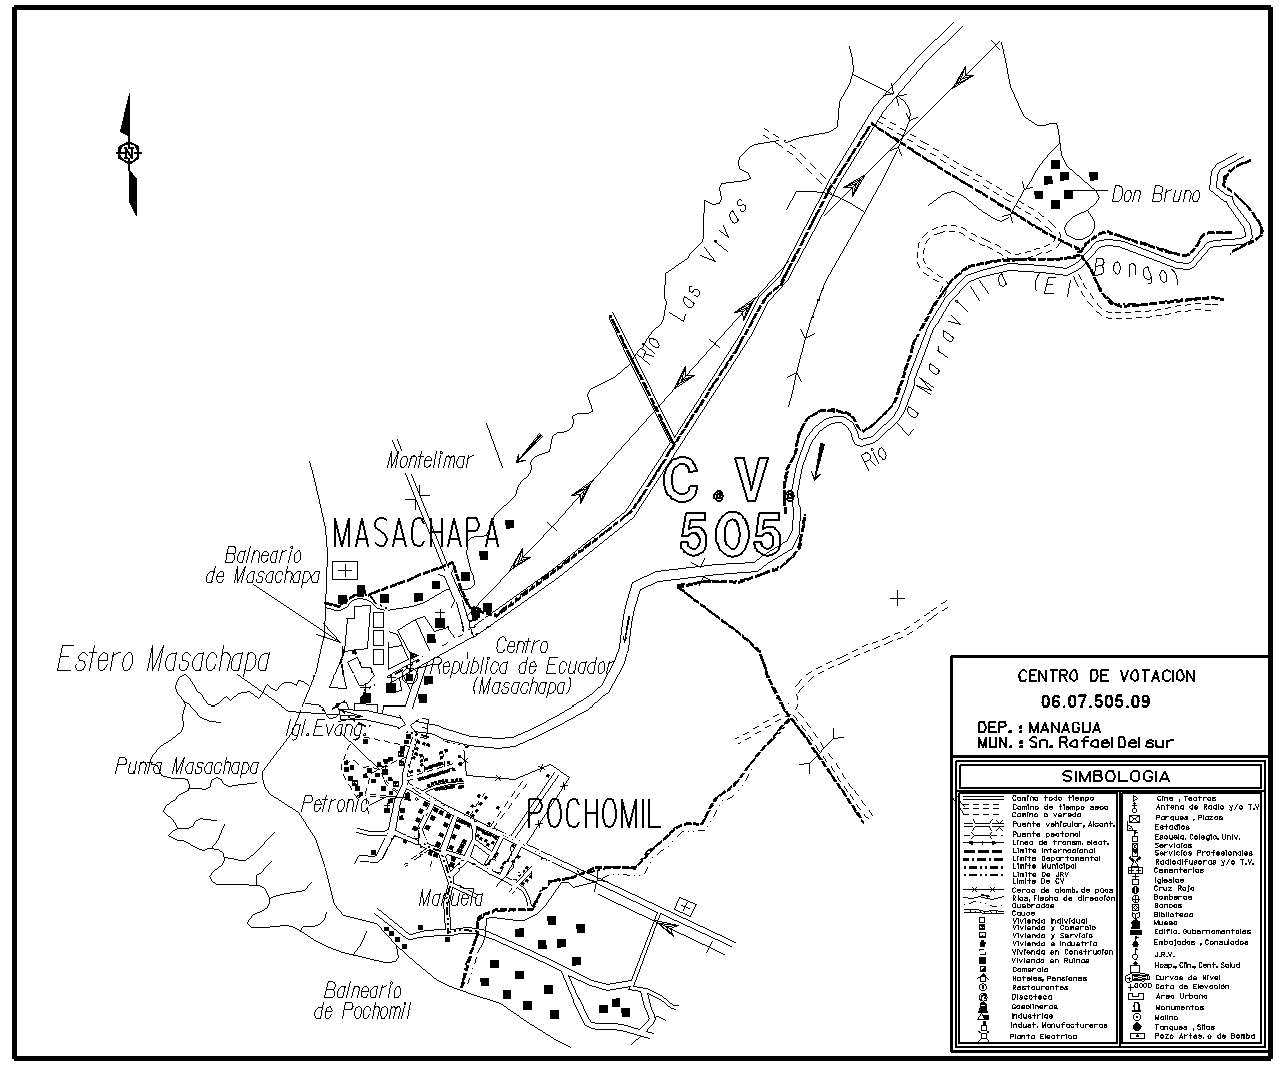 N
Don Bruno
Río Las Vivas
Río La Maravilla (El Bongo)
Montelimar
C.V.
505
MASACHAPA
Balneario
de Masachapa
Centro
República de Ecuador
(Masachapa)
Estero Masachapa
Igl. Evang.
Punta Masachapa
Petronic
POCHOMIL
Manuela
Balneario
de Pochomil
CENTRO DE VOTACION
06.07.505.09
DEP. : MANAGUA
MUN. : Sn. Rafael Del sur
SIMBOLOGIA
Camino todo tiempo
Camino de tiempo seco
Camino o vereda
Puente vehicular, Alcant.
Puente peatonal
Linea de transm. elect.
Limite Internacional
Limite Departamental
Limite Municipal
Limite De JRV
Limite De CV
Cerca de alamb. de puas
Rios, Flecha de dirección
Quebradas
Cauce
Vivienda Individual
Vivienda y Comercio
Vivienda y Servicio
Vivienda e Industria
Vivienda en Construcion
Vivienda en Ruinas
Comercio
Hoteles, Pensiones
Restaurantes
Discoteca
Gasolineras
Industrias
Indust. Manufactureras
Planta Electrica
Cine , Teatros
Antena de Radio y/o T.V
Parques , Plazas
Estadios
Escuela, Colegio, Univ.
Servicios
Servicios Profesionales
Radiodifusoras y/o T.V.
Cementerios
Iglesias
Cruz Roja
Bomberos
Bancos
Biblioteca
Museo
Edific. Gubernamentales
Embajadas , Consulados
J.R.V.
Hosp., Clin., Cent. Salud
Curvas de Nivel
Cota de Elevación
Area Urbana
Monumentos
Molino
Tanques , Silos
Pozo Artes. o de Bomba